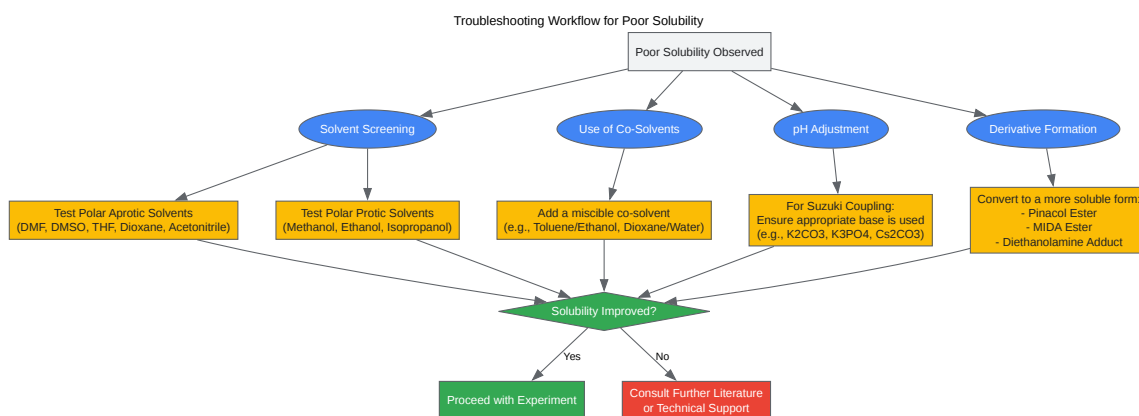 Troubleshooting Workflow for Poor Solubility
Poor Solubility Observed
Solvent Screening
Use of Co-Solvents
pH Adjustment
Derivative Formation
Test Polar Aprotic Solvents
(DMF, DMSO, THF, Dioxane, Acetonitrile)
Test Polar Protic Solvents
(Methanol, Ethanol, Isopropanol)
Add a miscible co-solvent
(e.g., Toluene/Ethanol, Dioxane/Water)
For Suzuki Coupling:
Ensure appropriate base is used
(e.g., K2CO3, K3PO4, Cs2CO3)
Convert to a more soluble form:
- Pinacol Ester
- MIDA Ester
- Diethanolamine Adduct
Solubility Improved?
Yes
No
Proceed with Experiment
Consult Further Literature
or Technical Support